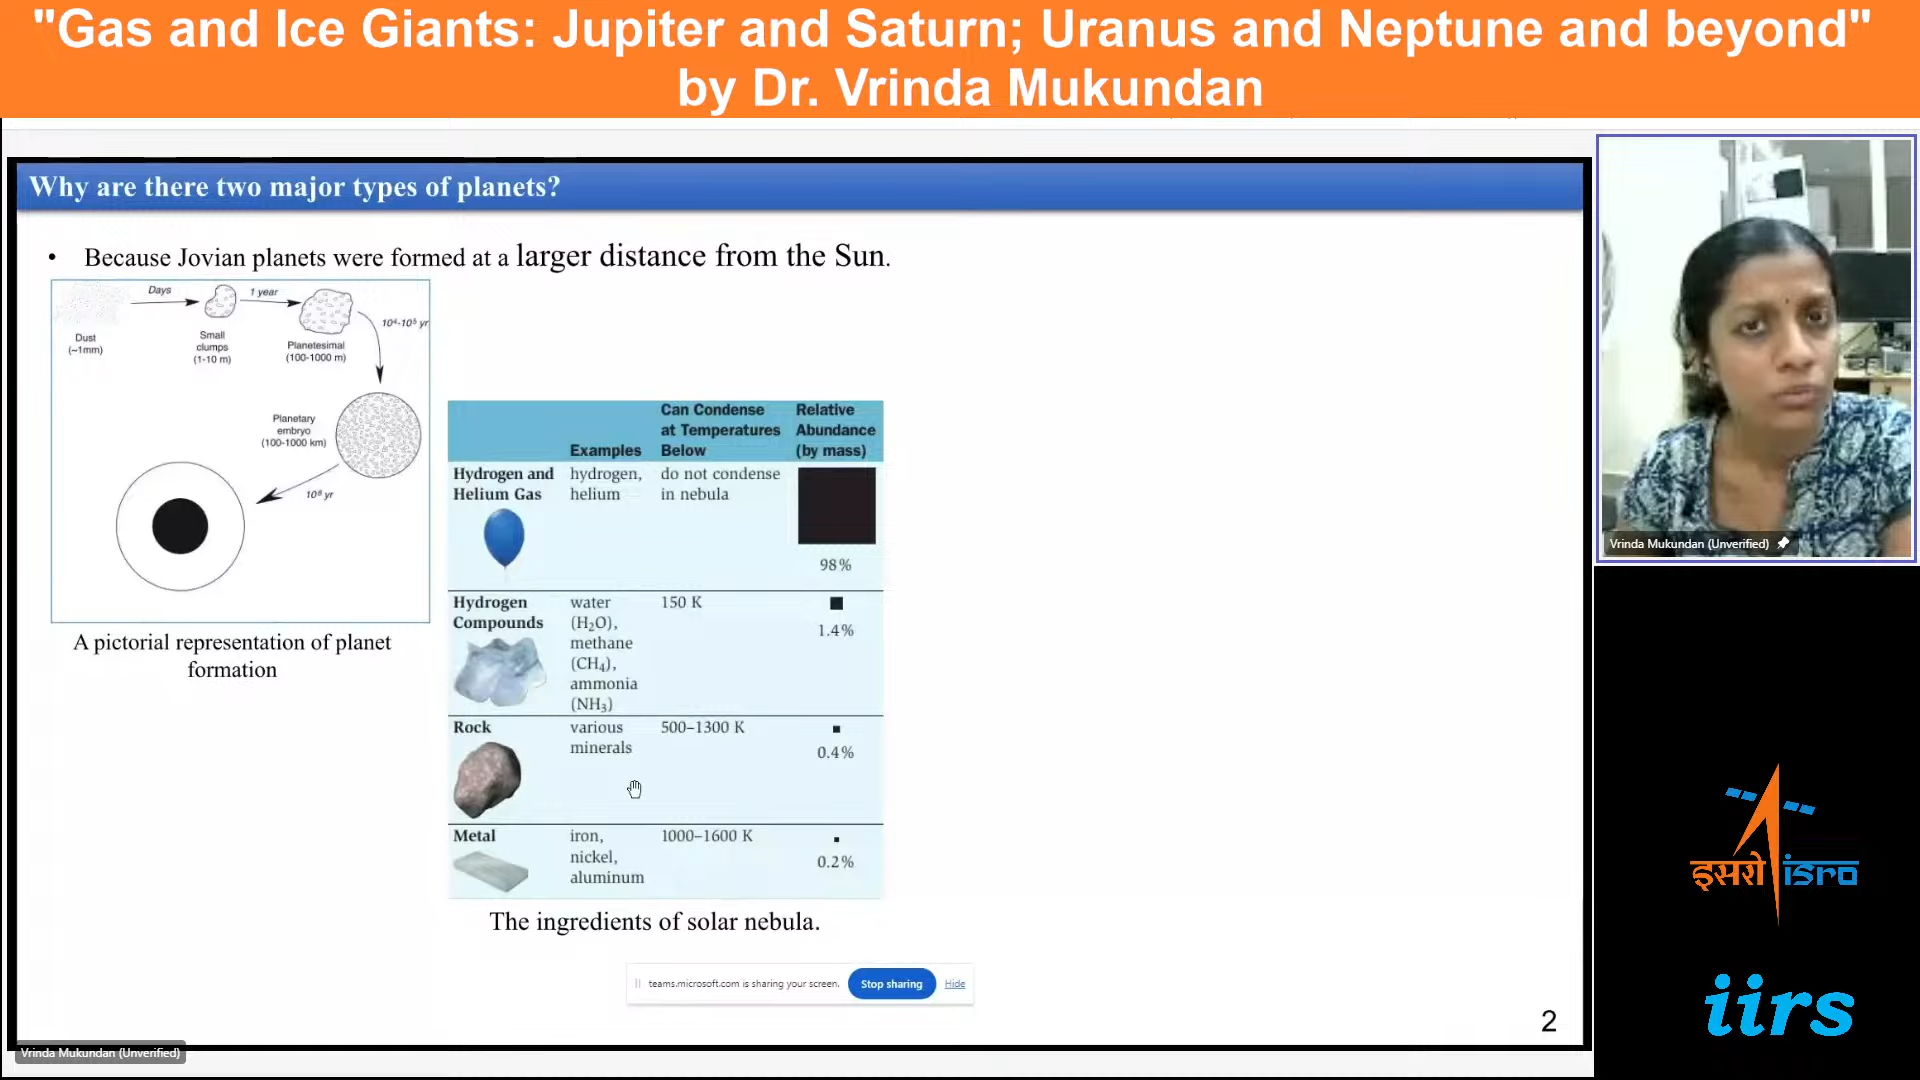 "Gas and Ice Giants: Jupiter and Saturn; Uranus and Neptune and beyond"
by Dr. Vrinda Mukundan
Why are there two major types of planets?
• Because Jovian planets were formed at a larger distance from the Sun.
Days
1 year
10⁴-10⁵ yr
Dust
(~1mm)
Small
clumps
(1-10 m)
Planetesimal
(100-1000 m)
Planetary
embryo
(100-1000 km)
10⁸ yr
A pictorial representation of planet
formation
Examples
Can Condense
at Temperatures
Below
Relative
Abundance
(by mass)
Hydrogen and
Helium Gas
hydrogen,
helium
do not condense
in nebula
98%
Hydrogen
Compounds
water
(H₂O),
methane
(CH₄),
ammonia
(NH₃)
150 K
1.4%
Rock
various
minerals
500–1300 K
0.4%
Metal
iron,
nickel,
aluminum
1000–1600 K
0.2%
The ingredients of solar nebula.
teams.microsoft.com is sharing your screen.
Stop sharing
Hide
2
Vrinda Mukundan (Unverified)
Vrinda Mukundan (Unverified)
इसरो isro
iirs